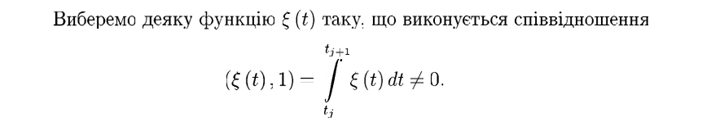 Виберемо деяку функцію ξ (t) таку, що виконується співвідношення
(ξ (t) , 1) = ∫_{t_j}^{t_{j+1}} ξ (t) dt ≠ 0.